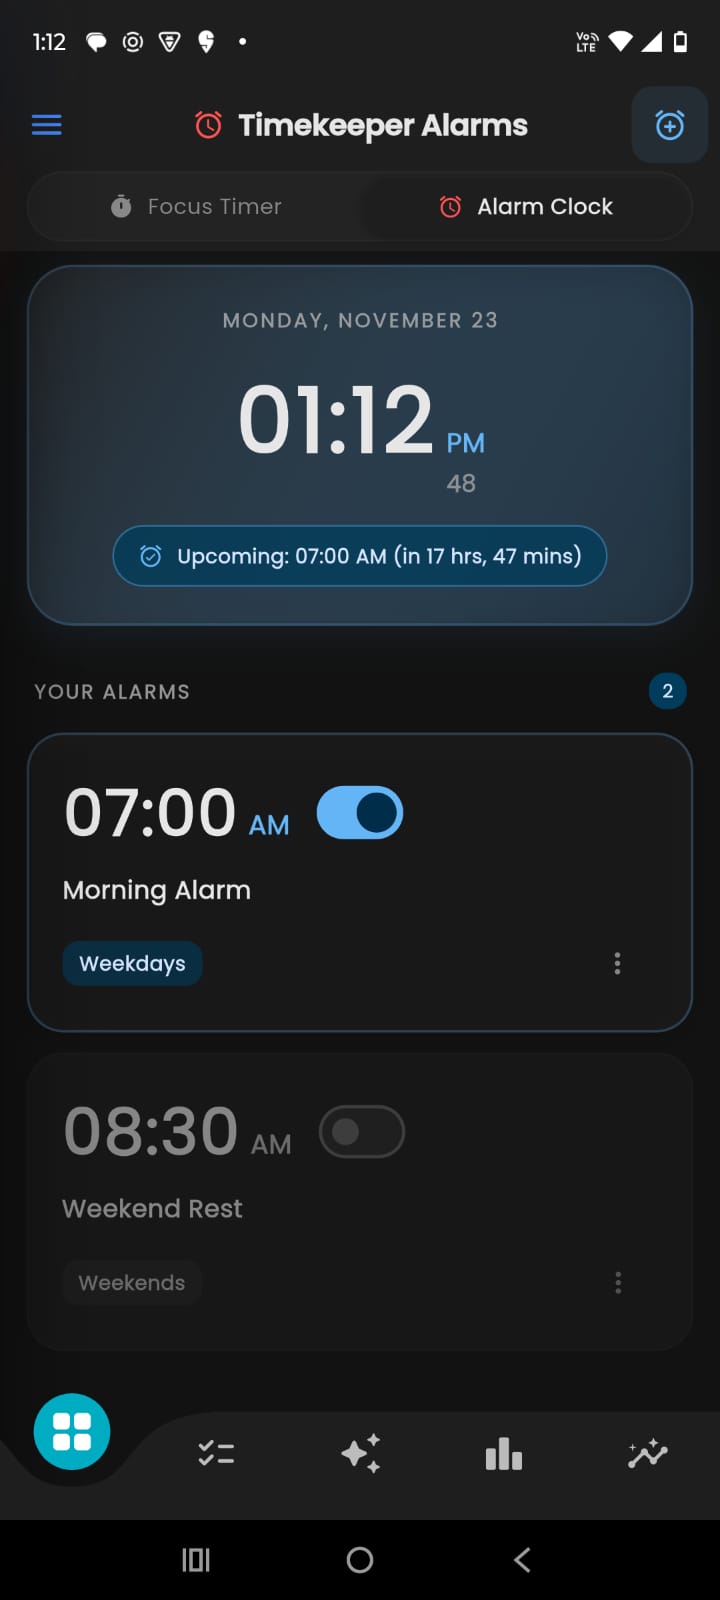 1:12
Vo LTE
Timekeeper Alarms
Focus Timer
Alarm Clock
MONDAY, NOVEMBER 23
01:12 PM
48
Upcoming: 07:00 AM (in 17 hrs, 47 mins)
YOUR ALARMS
2
07:00 AM
Morning Alarm
Weekdays
08:30 AM
Weekend Rest
Weekends